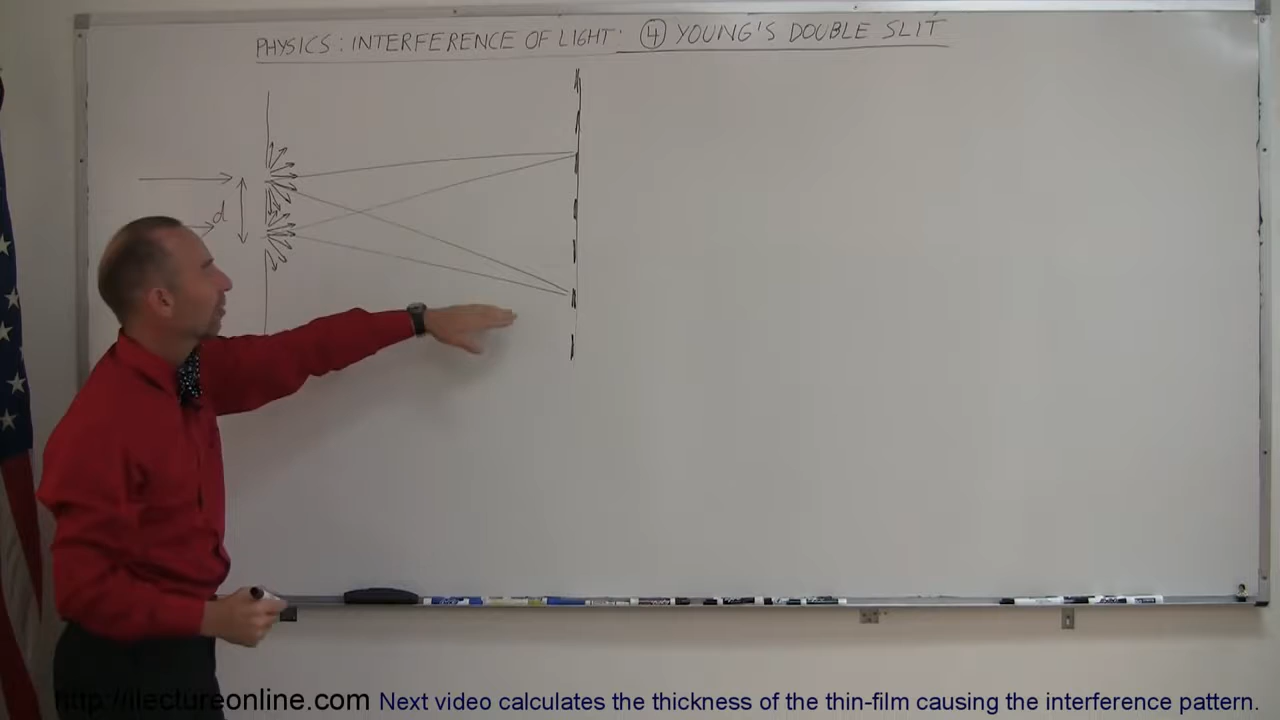 PHYSICS: INTERFERENCE OF LIGHT: ④ YOUNG'S DOUBLE SLIT
d
http://ilectureonline.com Next video calculates the thickness of the thin-film causing the interference pattern.